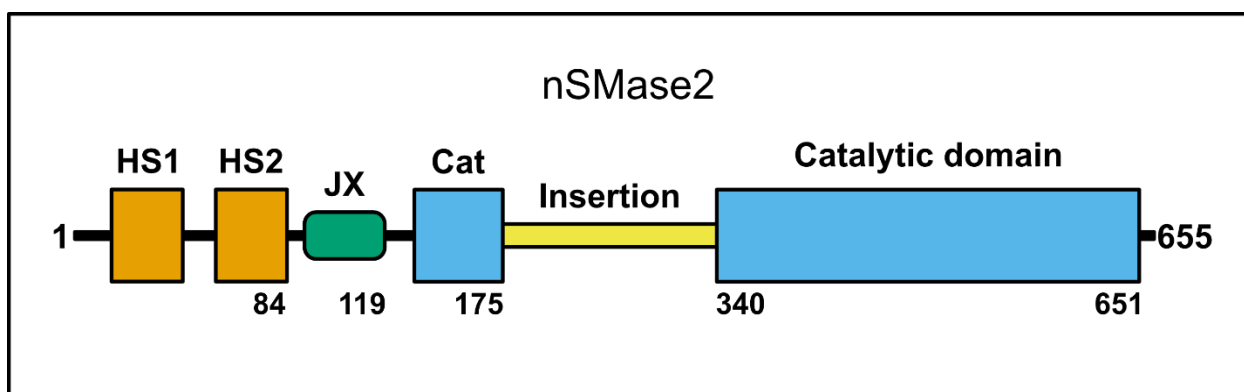 nSMase2
HS1 HS2 JX Cat Insertion Catalytic domain
1 655
84 119 175 340 651